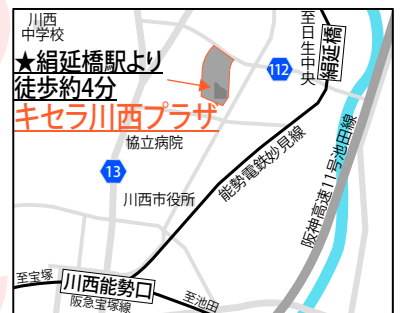 川西
中学校
★絹延橋駅より
徒歩約4分
キセラ川西プラザ
至日生中央
絹延橋
112
協立病院
13
川西市役所
能勢電鉄妙見線
阪神高速11号池田線
至宝塚
川西能勢口
阪急宝塚線
至池田